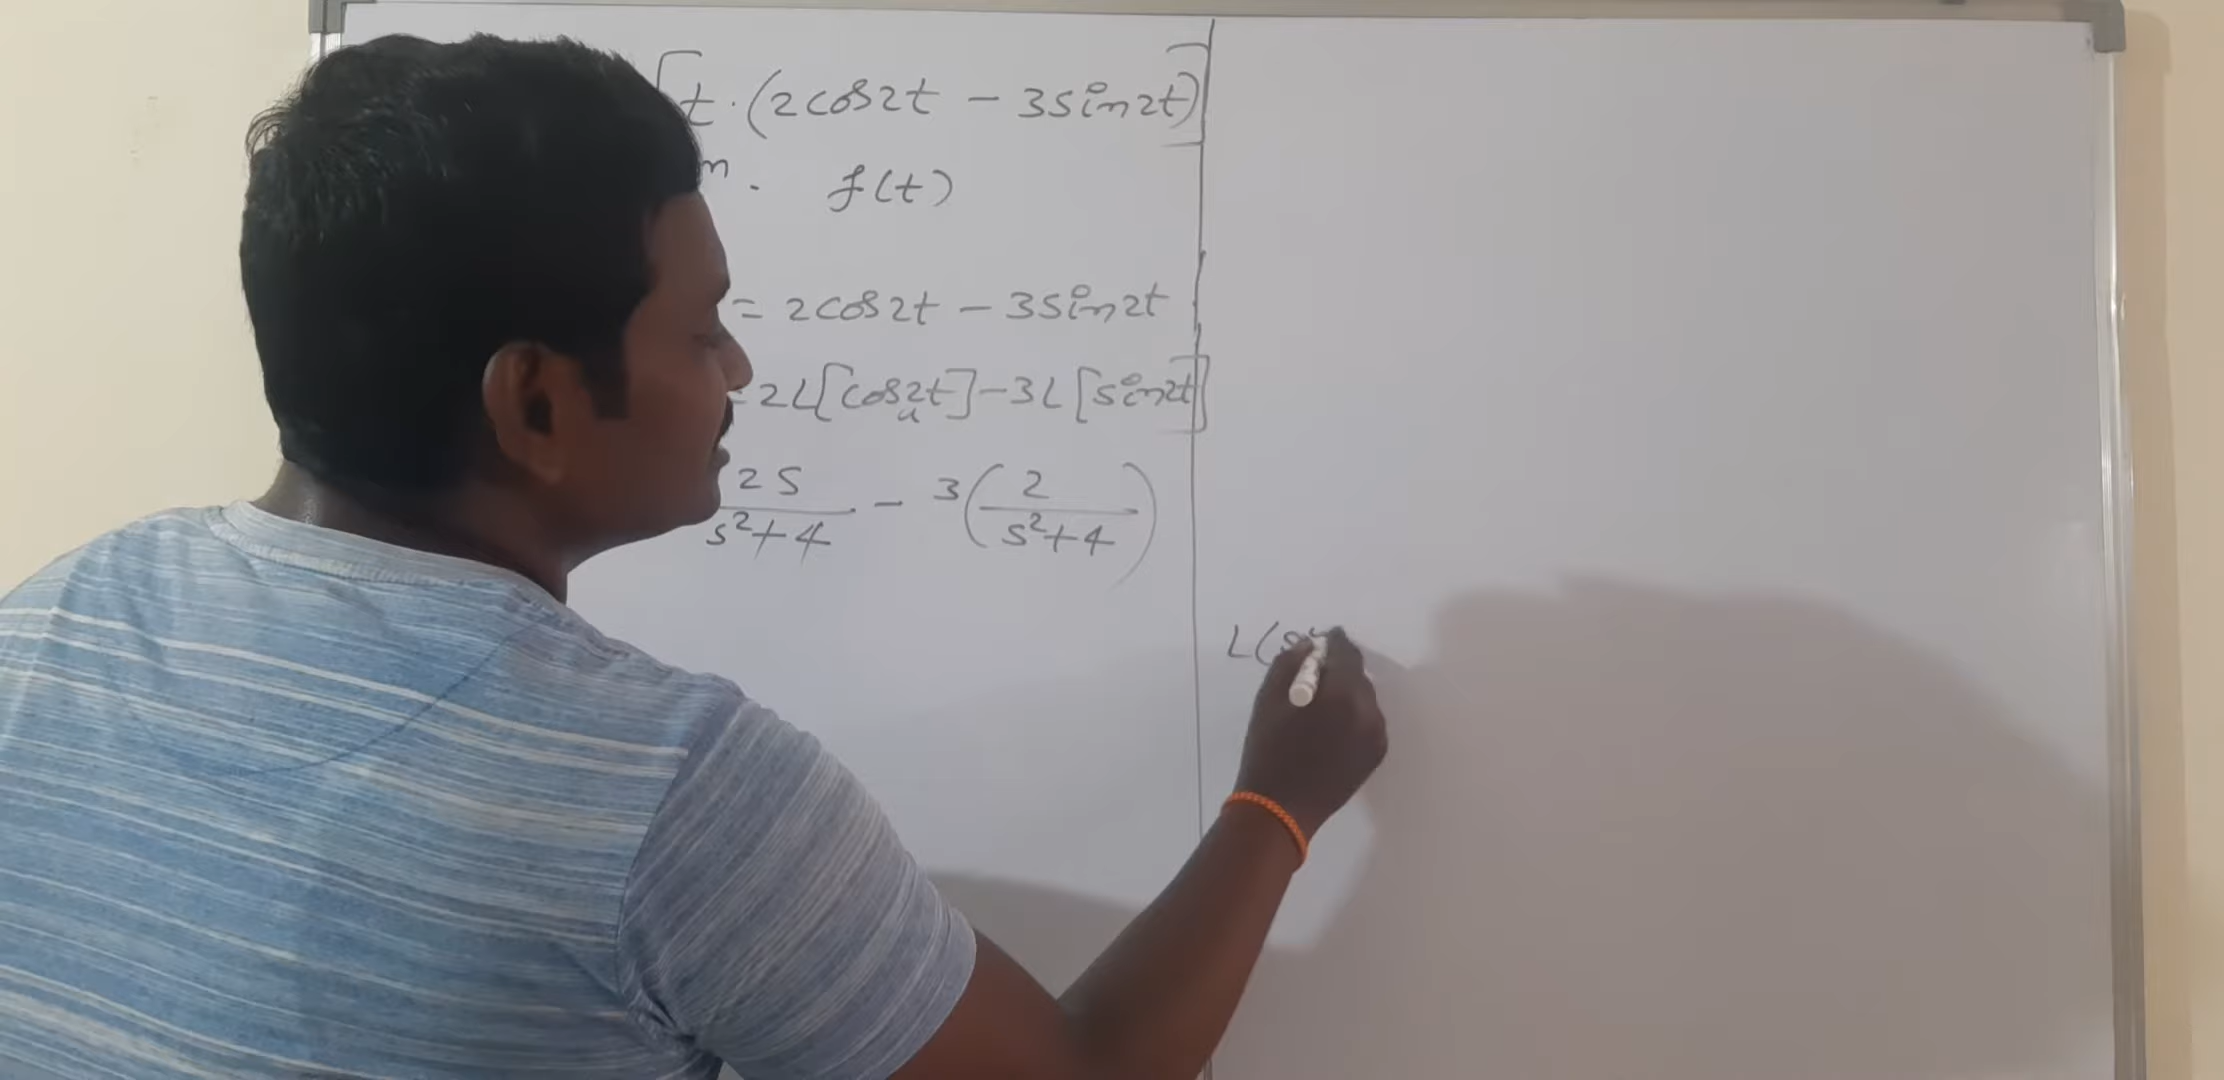 [t.(2cos2t - 3sin2t)]
n . f(t)
= 2cos2t - 3sin2t
= 2L[cos2t] - 3L[sin2t]
a
2s/s²+4 - 3(2/s²+4)
L(s